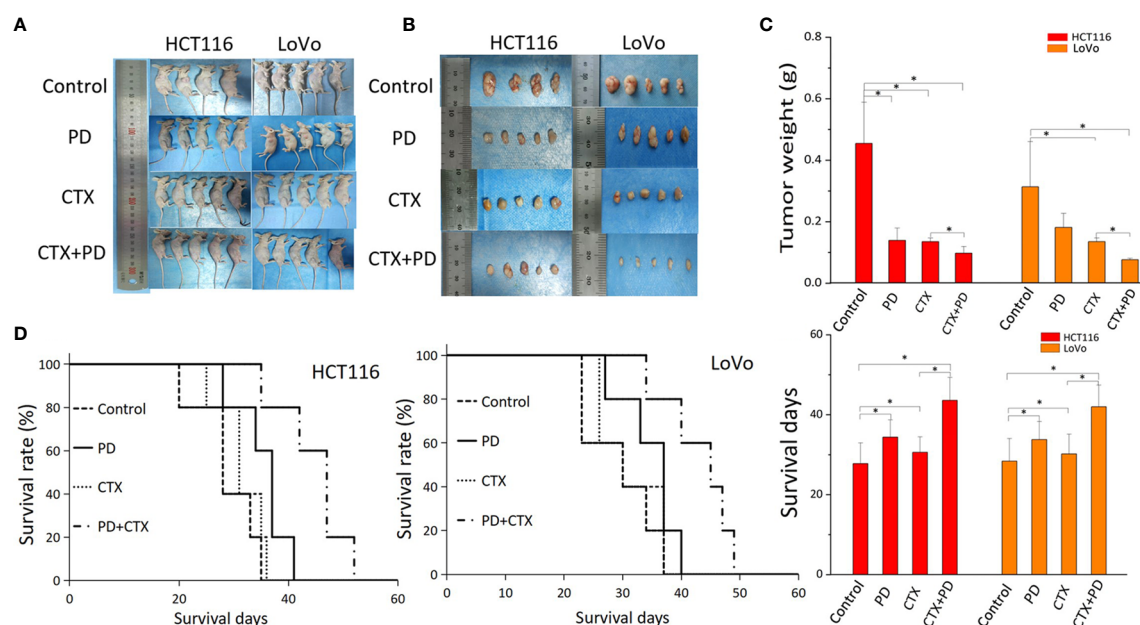 A
HCT116 LoVo
Control
PD
CTX
CTX+PD
B
HCT116 LoVo
Control
PD
CTX
CTX+PD
C
HCT116
LoVo
Tumor weight (g)
0.8
0.6
0.4
0.2
0.0
* * *
*
* *
*
Control PD CTX CTX+PD Control PD CTX CTX+PD
D
HCT116
Survival rate (%)
100
80
60
40
20
0
Control
PD
CTX
PD+CTX
0 20 40 60
Survival days
LoVo
Survival rate (%)
100
80
60
40
20
0
Control
PD
CTX
PD+CTX
0 10 20 30 40 50 60
Survival days
HCT116
LoVo
Survival days
60
40
20
0
* * * *
* * * *
Control PD CTX CTX+PD Control PD CTX CTX+PD